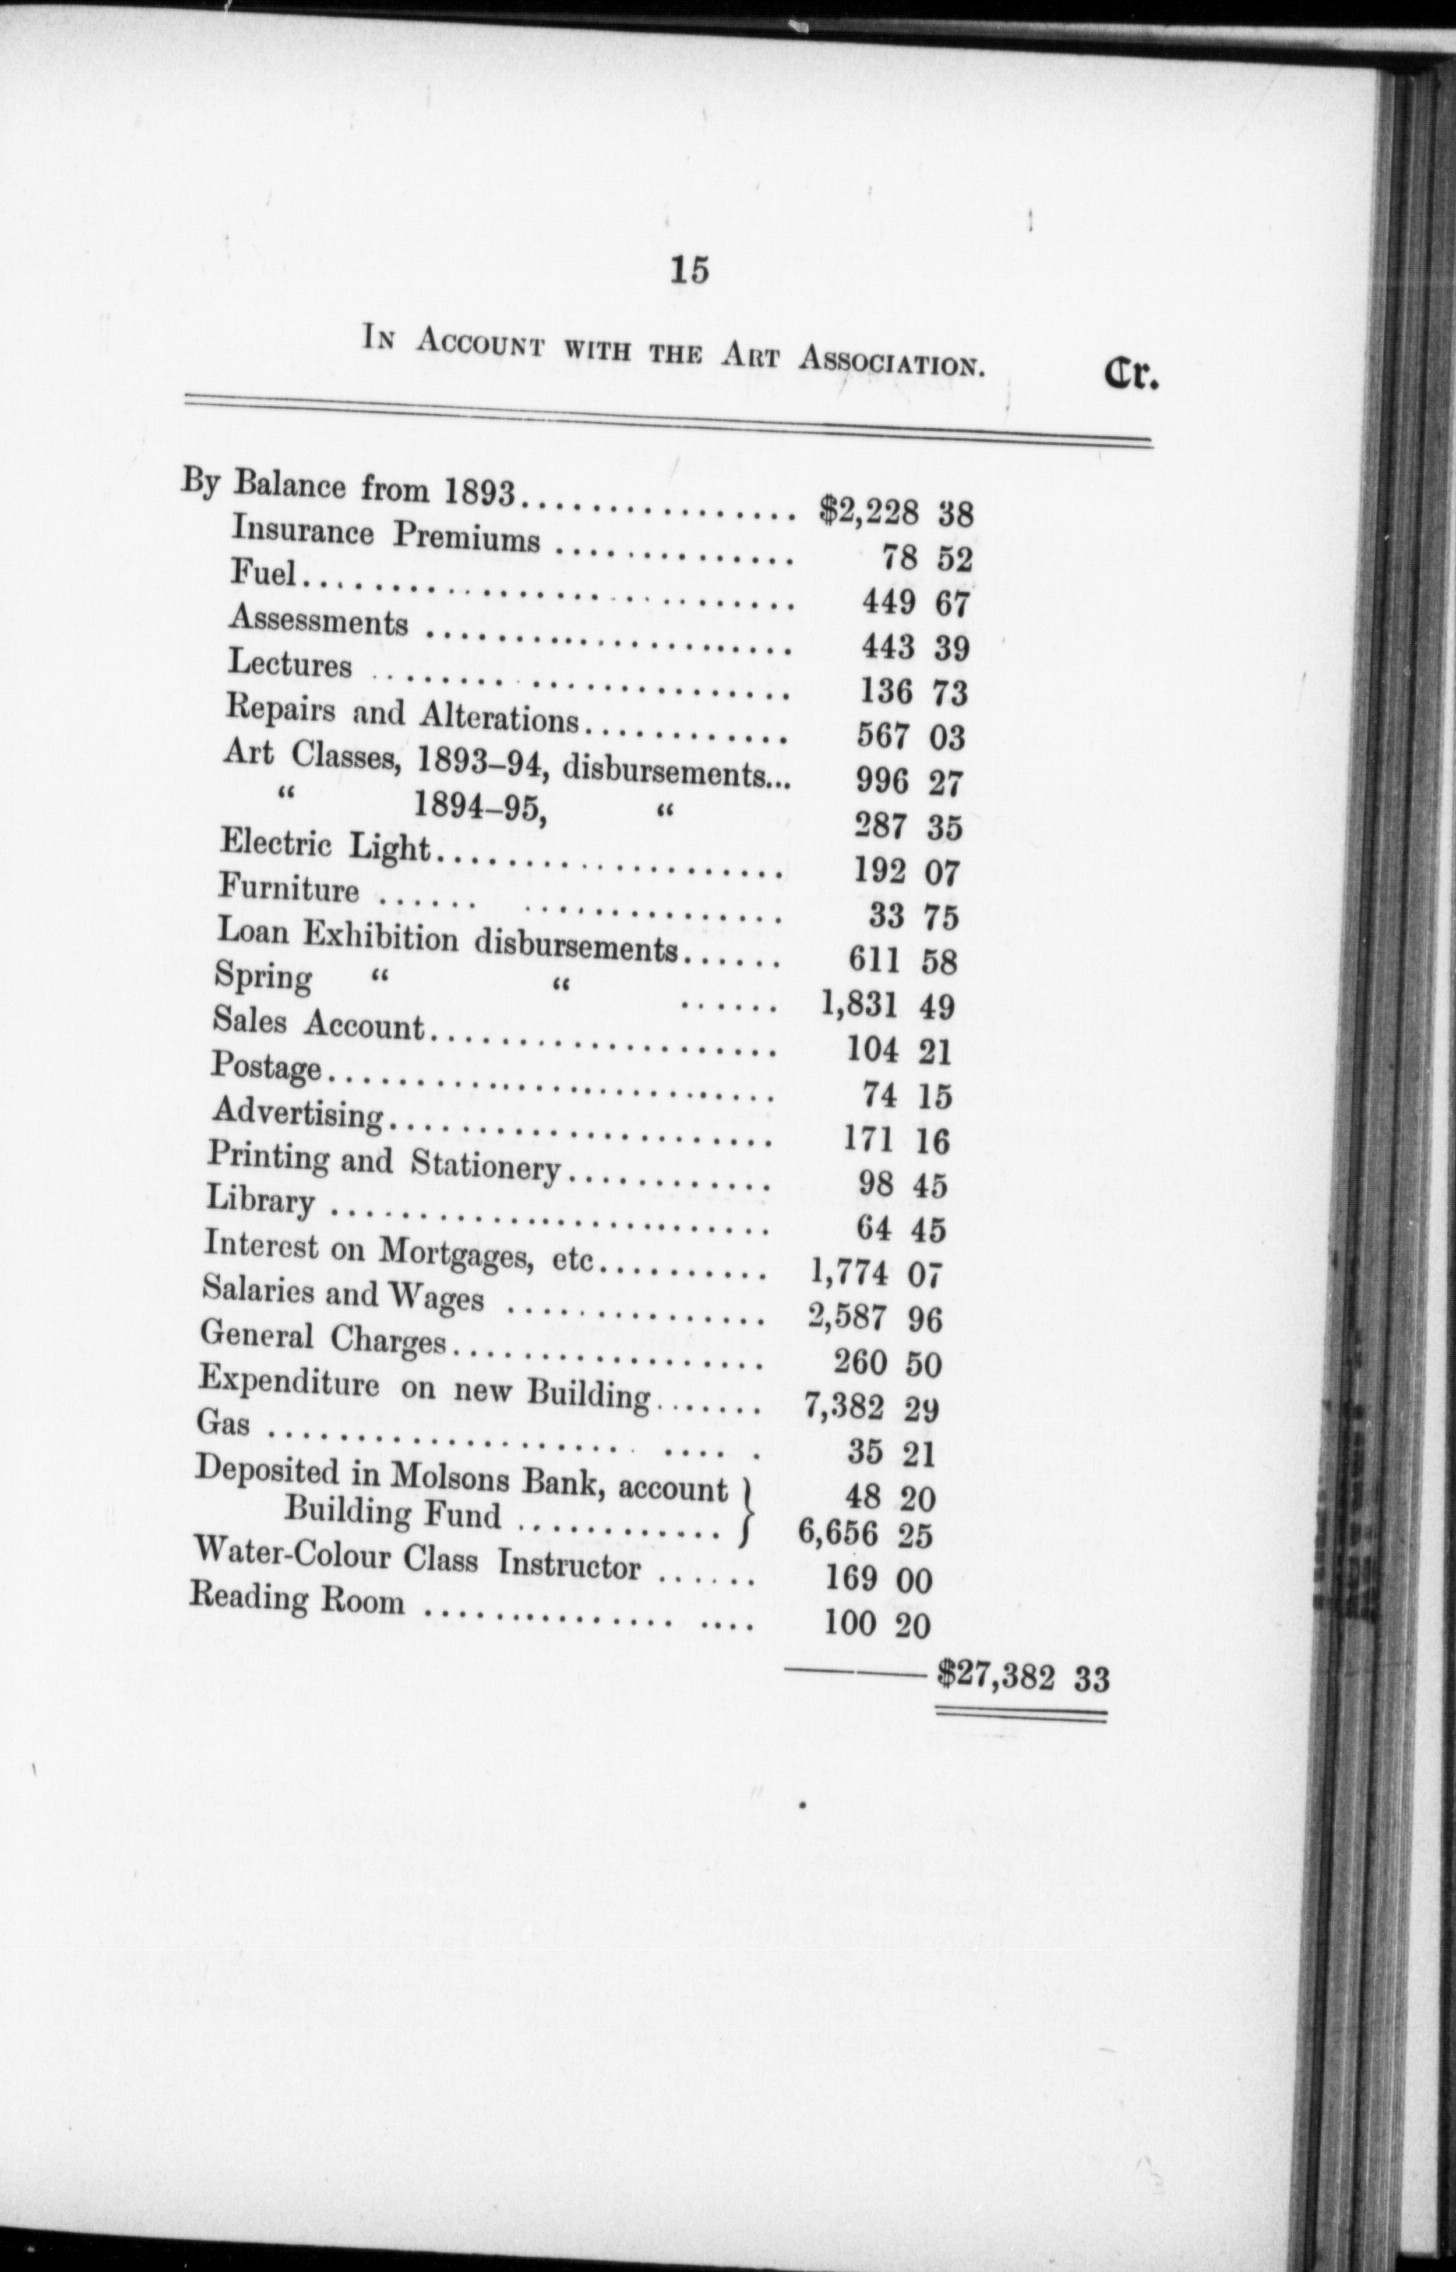 15
In Account with the Art Association. Cr.
By Balance from 1893................ $2,228 38
Insurance Premiums .............. 78 52
Fuel............................ 449 67
Assessments ..................... 443 39
Lectures ........................ 136 73
Repairs and Alterations............ 567 03
Art Classes, 1893–94, disbursements... 996 27
“ 1894–95, “ 287 35
Electric Light.................... 192 07
Furniture ...... ............... 33 75
Loan Exhibition disbursements...... 611 58
Spring “ “ ...... 1,831 49
Sales Account.................... 104 21
Postage.......................... 74 15
Advertising...................... 171 16
Printing and Stationery............ 98 45
Library ......................... 64 45
Interest on Mortgages, etc.......... 1,774 07
Salaries and Wages ............... 2,587 96
General Charges.................. 260 50
Expenditure on new Building....... 7,382 29
Gas ..................... .... . 35 21
Deposited in Molsons Bank, account } 48 20
Building Fund ............ } 6,656 25
Water-Colour Class Instructor ...... 169 00
Reading Room ............... .... 100 20
$27,382 33